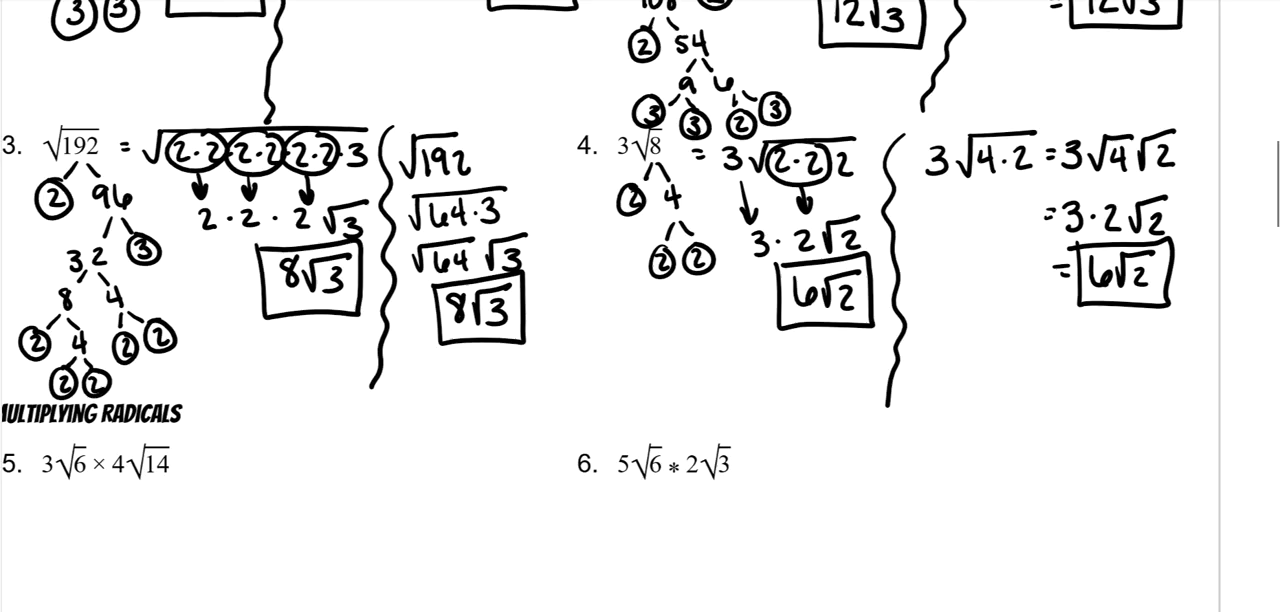 3 3
108
2 54
9 6
3 3 2 3
12√3
= 12√3
3. √192 = √2·2·2·2·2·2·3
2 96
32 3
8 4
2 4 2 2
2 2
2·2·2√3
8√3
√192
√64·3
√64 √3
8√3
4. 3√8 = 3√2·2·2
2 4
2 2
3·2√2
6√2
3√4·2 = 3√4√2
= 3·2√2
= 6√2
MULTIPLYING RADICALS
5. 3√6 × 4√14
6. 5√6 * 2√3